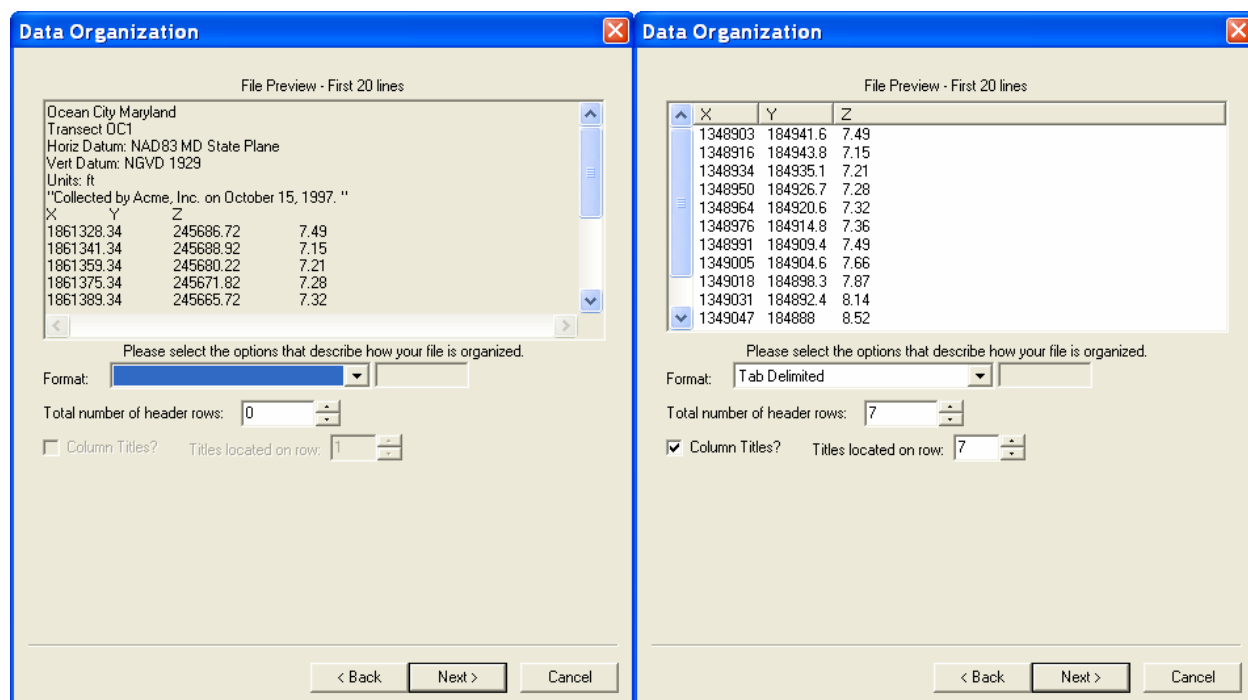 Data Organization
File Preview - First 20 lines
Ocean City Maryland
Transect OC1
Horiz Datum: NAD83 MD State Plane
Vert Datum: NGVD 1929
Units: ft
"Collected by Acme, Inc. on October 15, 1997. "
X Y Z
1861328.34 245686.72 7.49
1861341.34 245688.92 7.15
1861359.34 245680.22 7.21
1861375.34 245671.82 7.28
1861389.34 245665.72 7.32
Please select the options that describe how your file is organized.
Format:
Total number of header rows: 0
Column Titles? Titles located on row: 1
< Back Next > Cancel
Data Organization
File Preview - First 20 lines
X Y Z
1348903 184941.6 7.49
1348916 184943.8 7.15
1348934 184935.1 7.21
1348950 184926.7 7.28
1348964 184920.6 7.32
1348976 184914.8 7.36
1348991 184909.4 7.49
1349005 184904.6 7.66
1349018 184898.3 7.87
1349031 184892.4 8.14
1349047 184888 8.52
Please select the options that describe how your file is organized.
Format: Tab Delimited
Total number of header rows: 7
Column Titles? Titles located on row: 7
< Back Next > Cancel